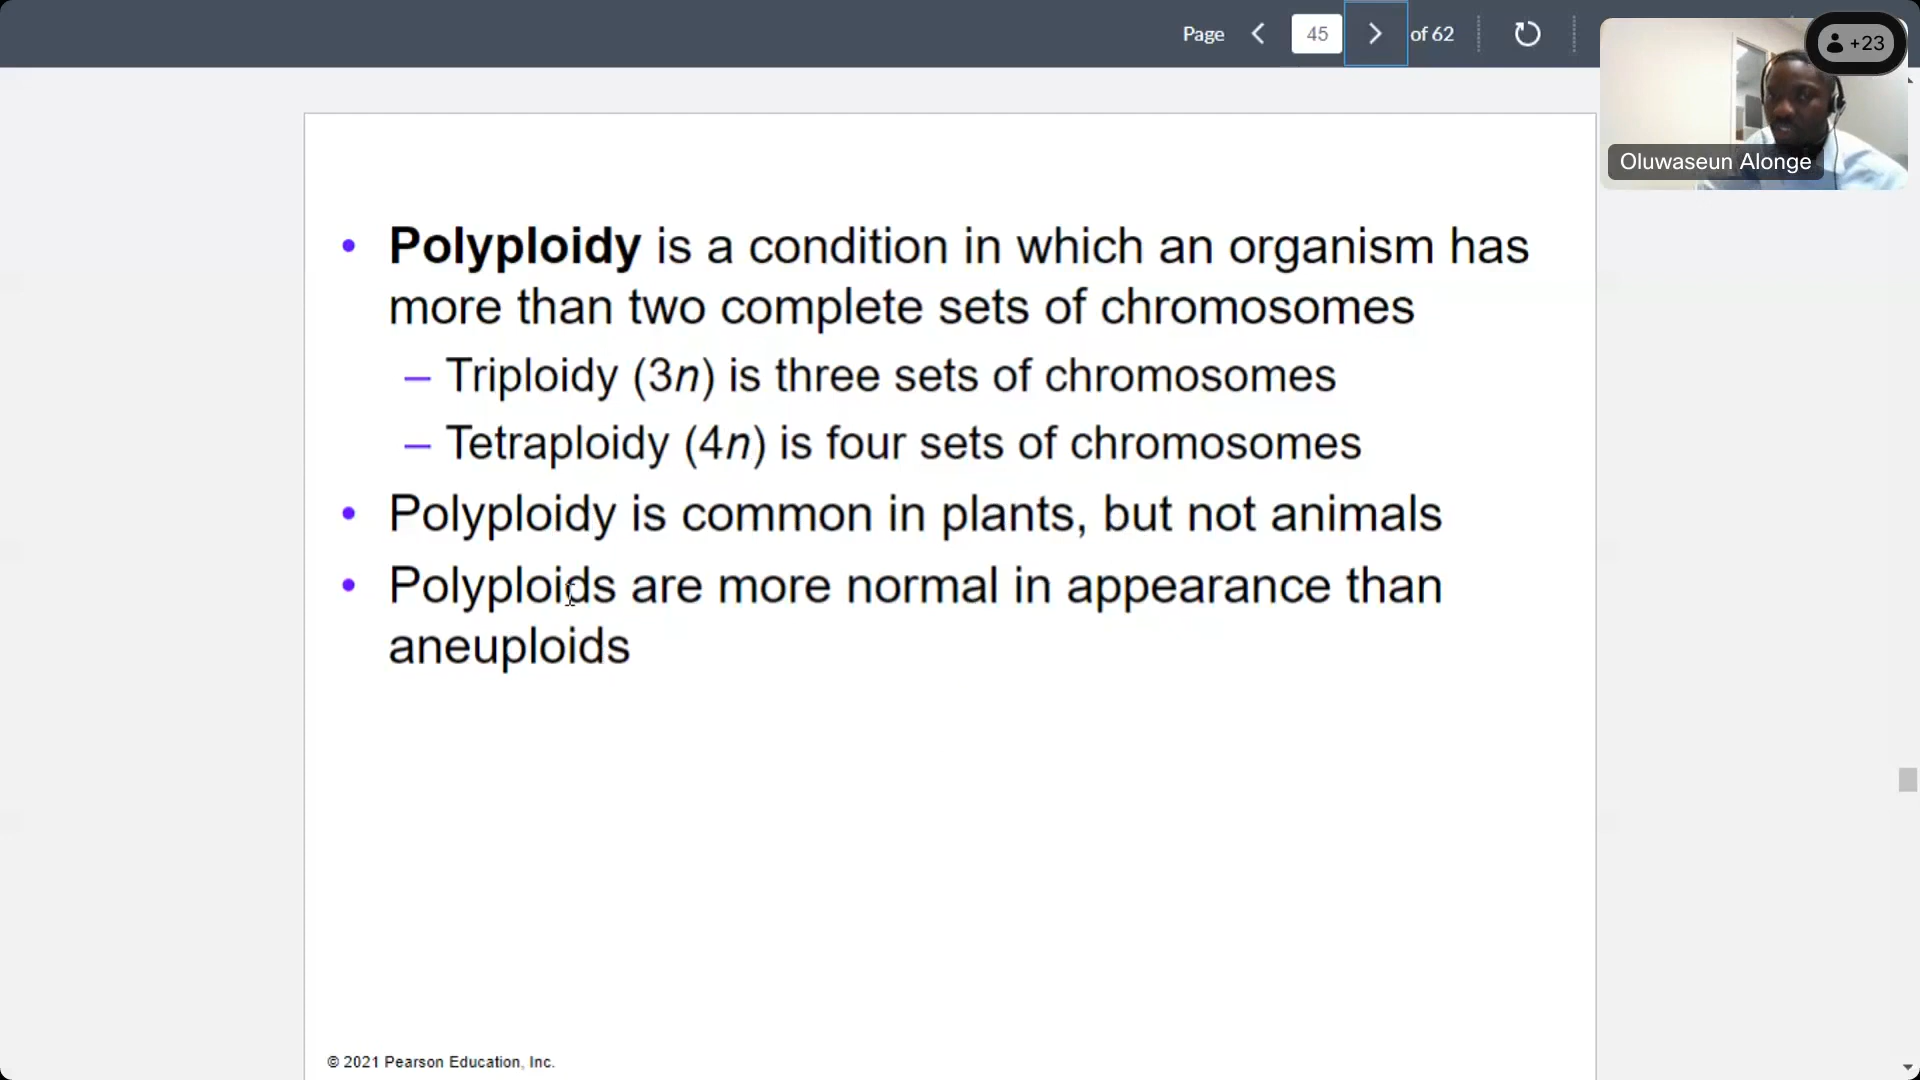 Page 45 of 62
+23
Oluwaseun Alonge
• Polyploidy is a condition in which an organism has
more than two complete sets of chromosomes
– Triploidy (3n) is three sets of chromosomes
– Tetraploidy (4n) is four sets of chromosomes
• Polyploidy is common in plants, but not animals
• Polyploids are more normal in appearance than
aneuploids
© 2021 Pearson Education, Inc.